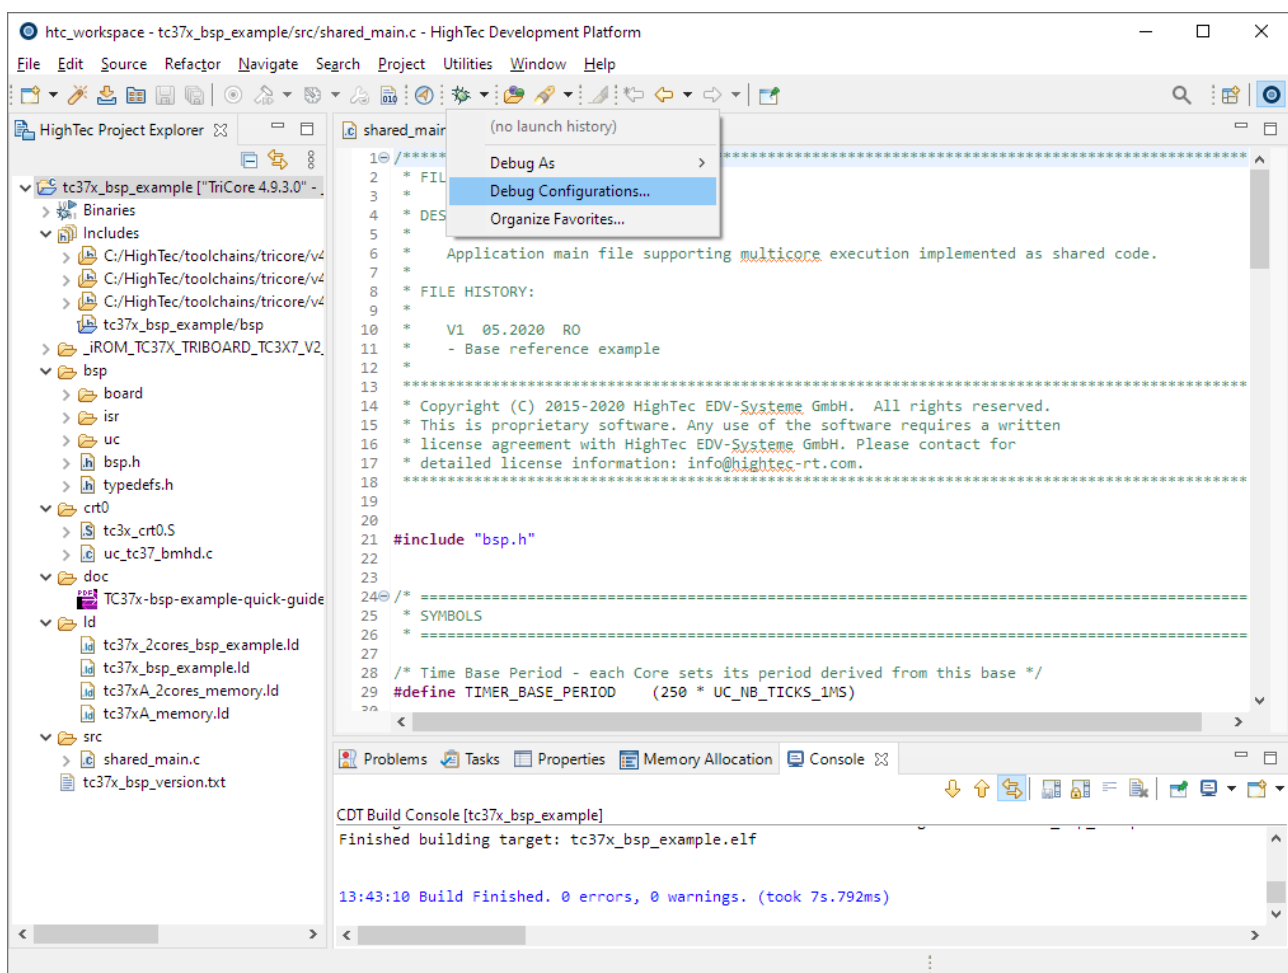 htc_workspace - tc37x_bsp_example/src/shared_main.c - HighTec Development Platform
File Edit Source Refactor Navigate Search Project Utilities Window Help
HighTec Project Explorer
tc37x_bsp_example ["TriCore 4.9.3.0" -
Binaries
Includes
C:/HighTec/toolchains/tricore/v4
C:/HighTec/toolchains/tricore/v4
C:/HighTec/toolchains/tricore/v4
tc37x_bsp_example/bsp
_iROM_TC37X_TRIBOARD_TC3X7_V2_
bsp
board
isr
uc
bsp.h
typedefs.h
crt0
tc3x_crt0.S
uc_tc37_bmhd.c
doc
TC37x-bsp-example-quick-guide
ld
tc37x_2cores_bsp_example.ld
tc37x_bsp_example.ld
tc37xA_2cores_memory.ld
tc37xA_memory.ld
src
shared_main.c
tc37x_bsp_version.txt
shared_mair
(no launch history)
Debug As
Debug Configurations...
Organize Favorites...
1 /*****
2 * FIL
3 *
4 * DES
5 *
6 * Application main file supporting multicore execution implemented as shared code.
7 *
8 * FILE HISTORY:
9 *
10 * V1 05.2020 RO
11 * - Base reference example
12 *
13 **********************************************************************************************
14 * Copyright (C) 2015-2020 HighTec EDV-Systeme GmbH. All rights reserved.
15 * This is proprietary software. Any use of the software requires a written
16 * license agreement with HighTec EDV-Systeme GmbH. Please contact for
17 * detailed license information: info@hightec-rt.com.
18 **********************************************************************************************
19
20
21 #include "bsp.h"
22
23
24 /* ============================================================================================
25 * SYMBOLS
26 * ============================================================================================
27
28 /* Time Base Period - each Core sets its period derived from this base */
29 #define TIMER_BASE_PERIOD (250 * UC_NB_TICKS_1MS)
30
Problems Tasks Properties Memory Allocation Console
CDT Build Console [tc37x_bsp_example]
Finished building target: tc37x_bsp_example.elf
13:43:10 Build Finished. 0 errors, 0 warnings. (took 7s.792ms)